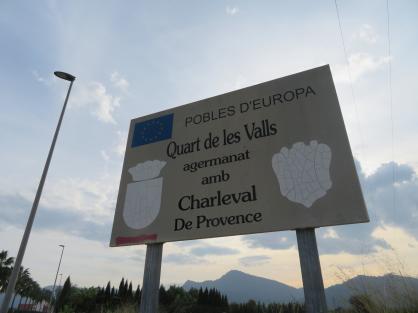 POBLES D'EUROPA
Quart de les Valls
agermanat
amb
Charleval
De Provence